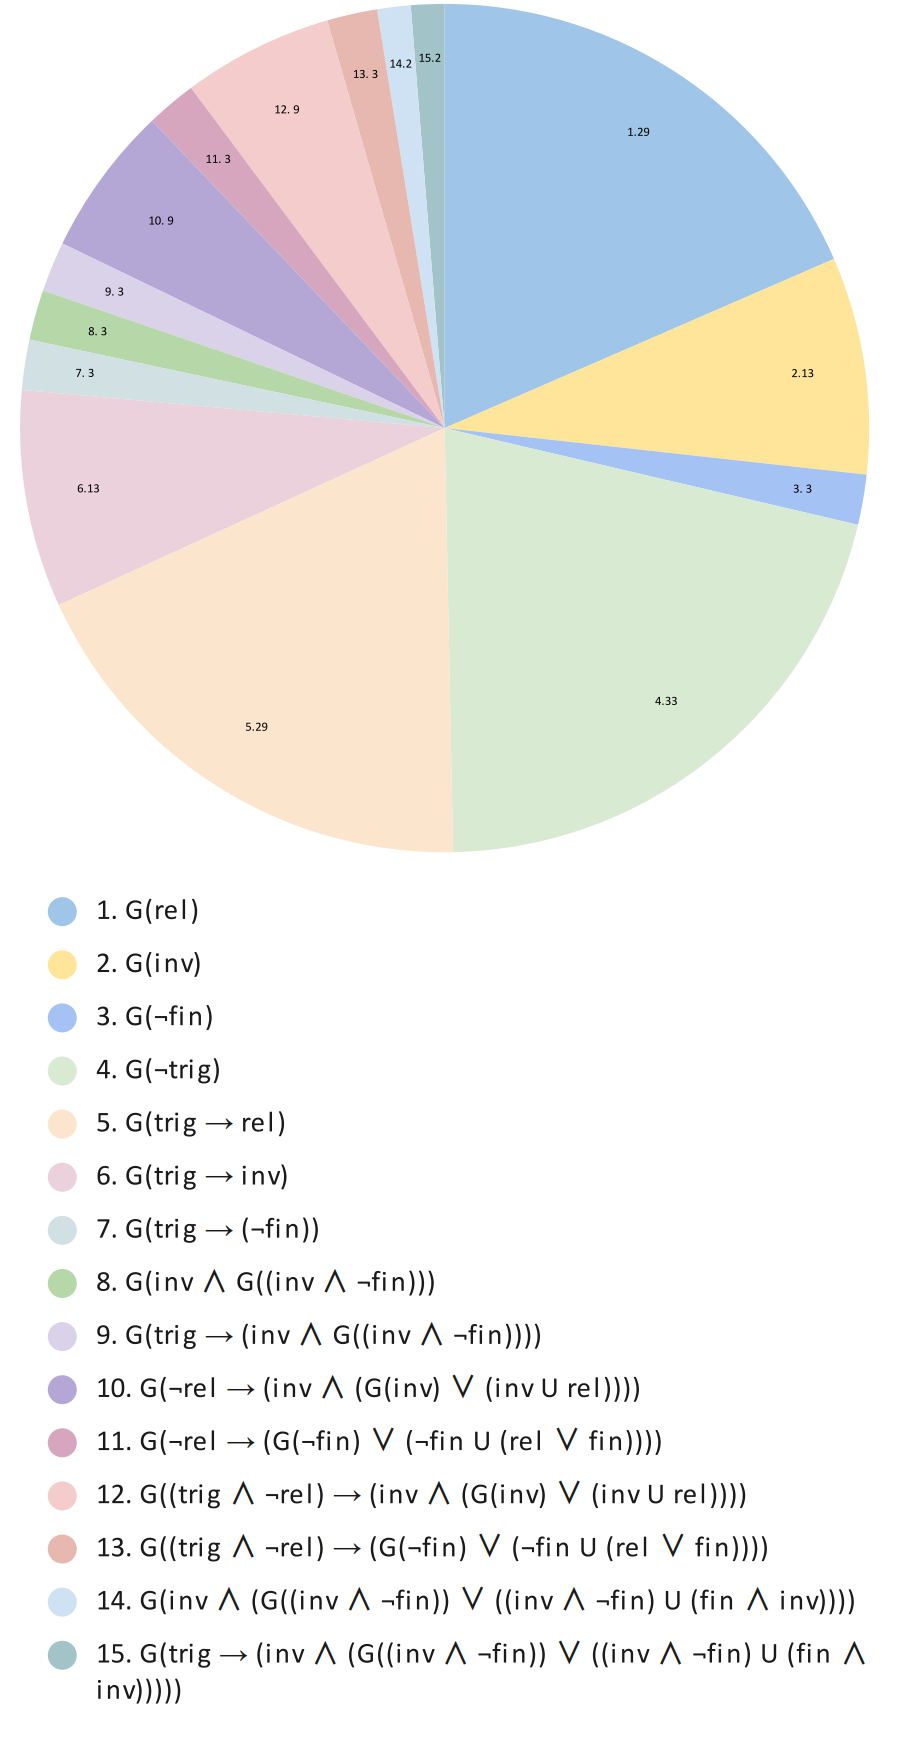 15.2
14.2
13. 3
12. 9
1.29
11. 3
10. 9
9. 3
8. 3
7. 3
2.13
6.13
3. 3
4.33
5.29
1. G(rel)
2. G(inv)
3. G(¬fin)
4. G(¬trig)
5. G(trig → rel)
6. G(trig → inv)
7. G(trig → (¬fin))
8. G(inv ⋀ G((inv ⋀ ¬fin)))
9. G(trig → (inv ⋀ G((inv ⋀ ¬fin))))
10. G(¬rel → (inv ⋀ (G(inv) ⋁ (inv U rel))))
11. G(¬rel → (G(¬fin) ⋁ (¬fin U (rel ⋁ fin))))
12. G((trig ⋀ ¬rel) → (inv ⋀ (G(inv) ⋁ (inv U rel))))
13. G((trig ⋀ ¬rel) → (G(¬fin) ⋁ (¬fin U (rel ⋁ fin))))
14. G(inv ⋀ (G((inv ⋀ ¬fin)) ⋁ ((inv ⋀ ¬fin) U (fin ⋀ inv))))
15. G(trig → (inv ⋀ (G((inv ⋀ ¬fin)) ⋁ ((inv ⋀ ¬fin) U (fin ⋀
inv)))))